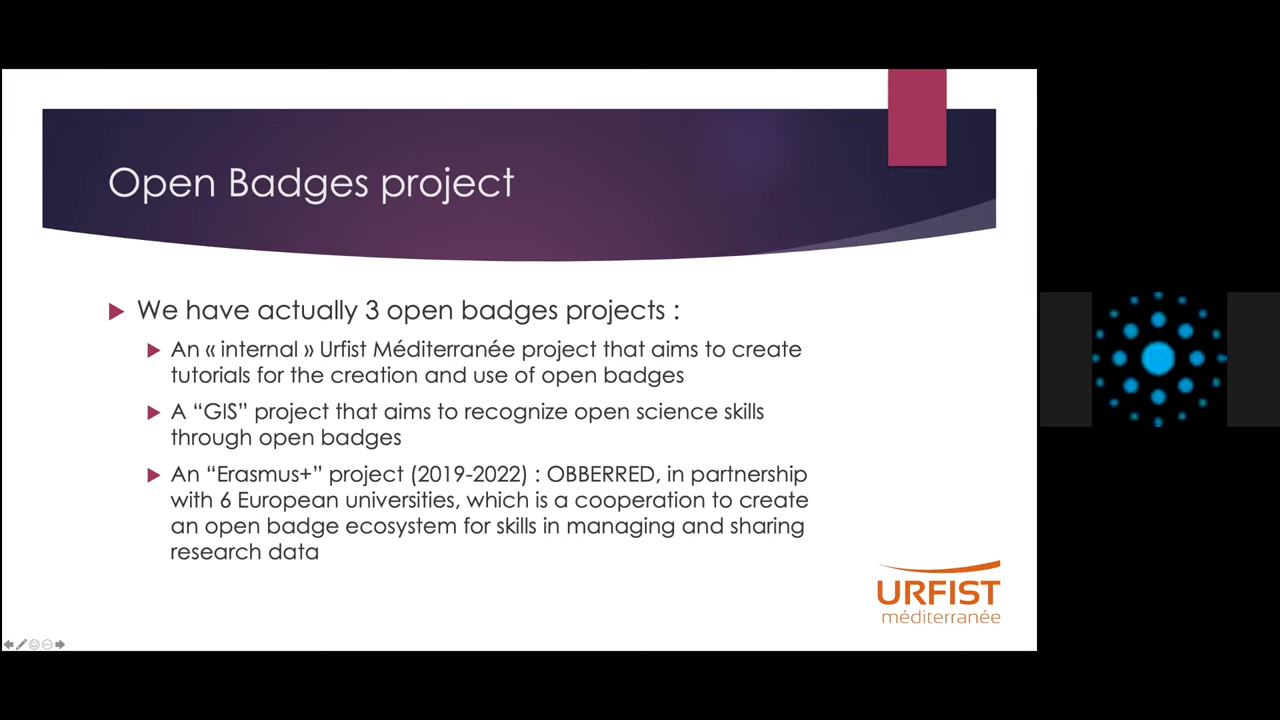 Open Badges project
We have actually 3 open badges projects :
An « internal » Urfist Méditerranée project that aims to create
tutorials for the creation and use of open badges
A “GIS” project that aims to recognize open science skills
through open badges
An “Erasmus+” project (2019-2022) : OBBERRED, in partnership
with 6 European universities, which is a cooperation to create
an open badge ecosystem for skills in managing and sharing
research data
URFIST
méditerranée